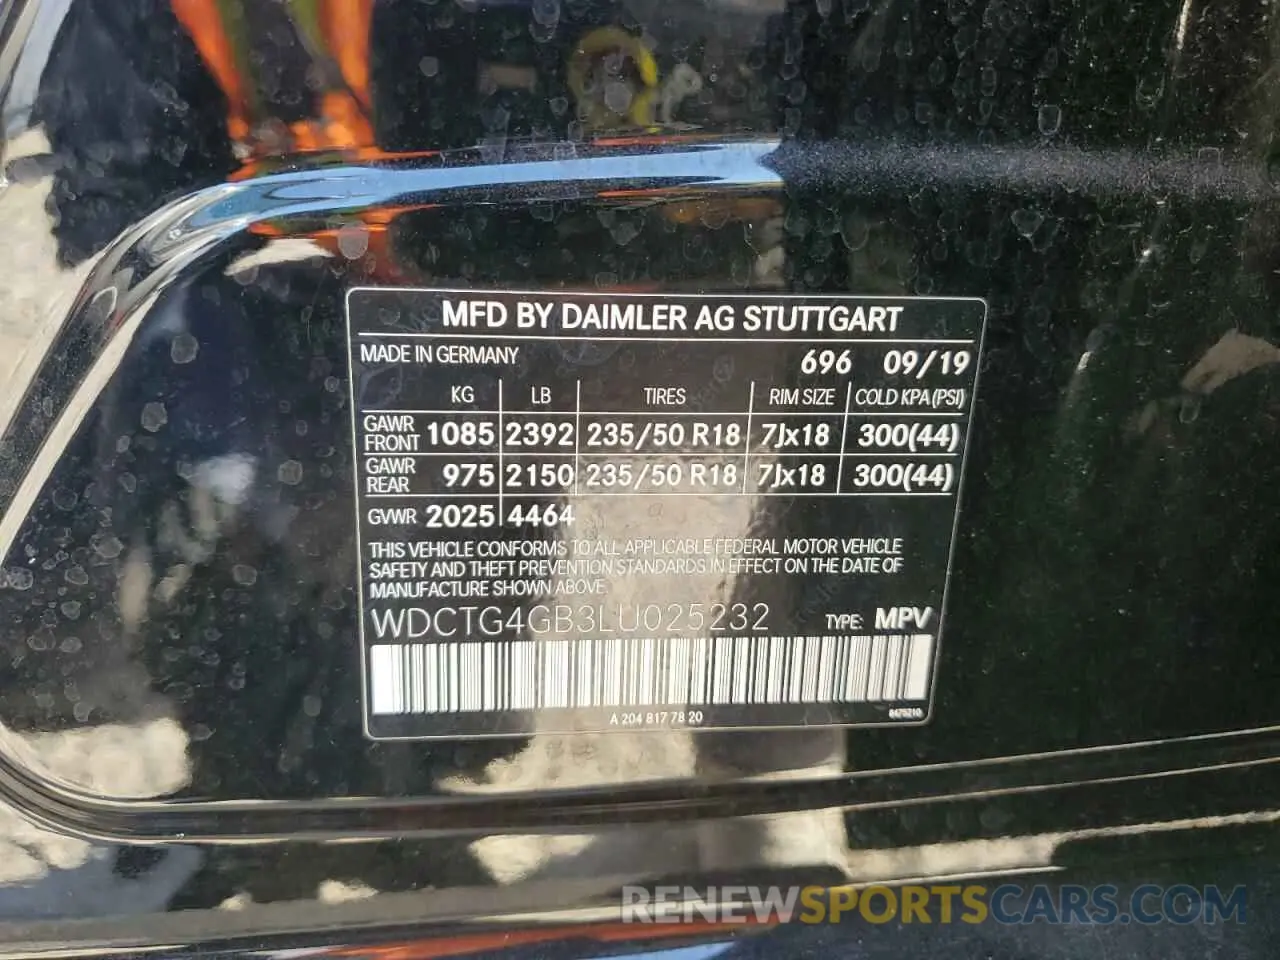 MFD BY DAIMLER AG STUTTGART
MADE IN GERMANY 696 09/19
KG LB TIRES RIM SIZE COLD KPA (PSI)
GAWR FRONT 1085 2392 235/50 R18 7Jx18 300(44)
GAWR REAR 975 2150 235/50 R18 7Jx18 300(44)
GVWR 2025 4464
THIS VEHICLE CONFORMS TO ALL APPLICABLE FEDERAL MOTOR VEHICLE
SAFETY AND THEFT PREVENTION STANDARDS IN EFFECT ON THE DATE OF
MANUFACTURE SHOWN ABOVE.
WDCTG4GB3LU025232 TYPE: MPV
A 204 817 78 20 8475210
RENEWSPORTSCARS.COM